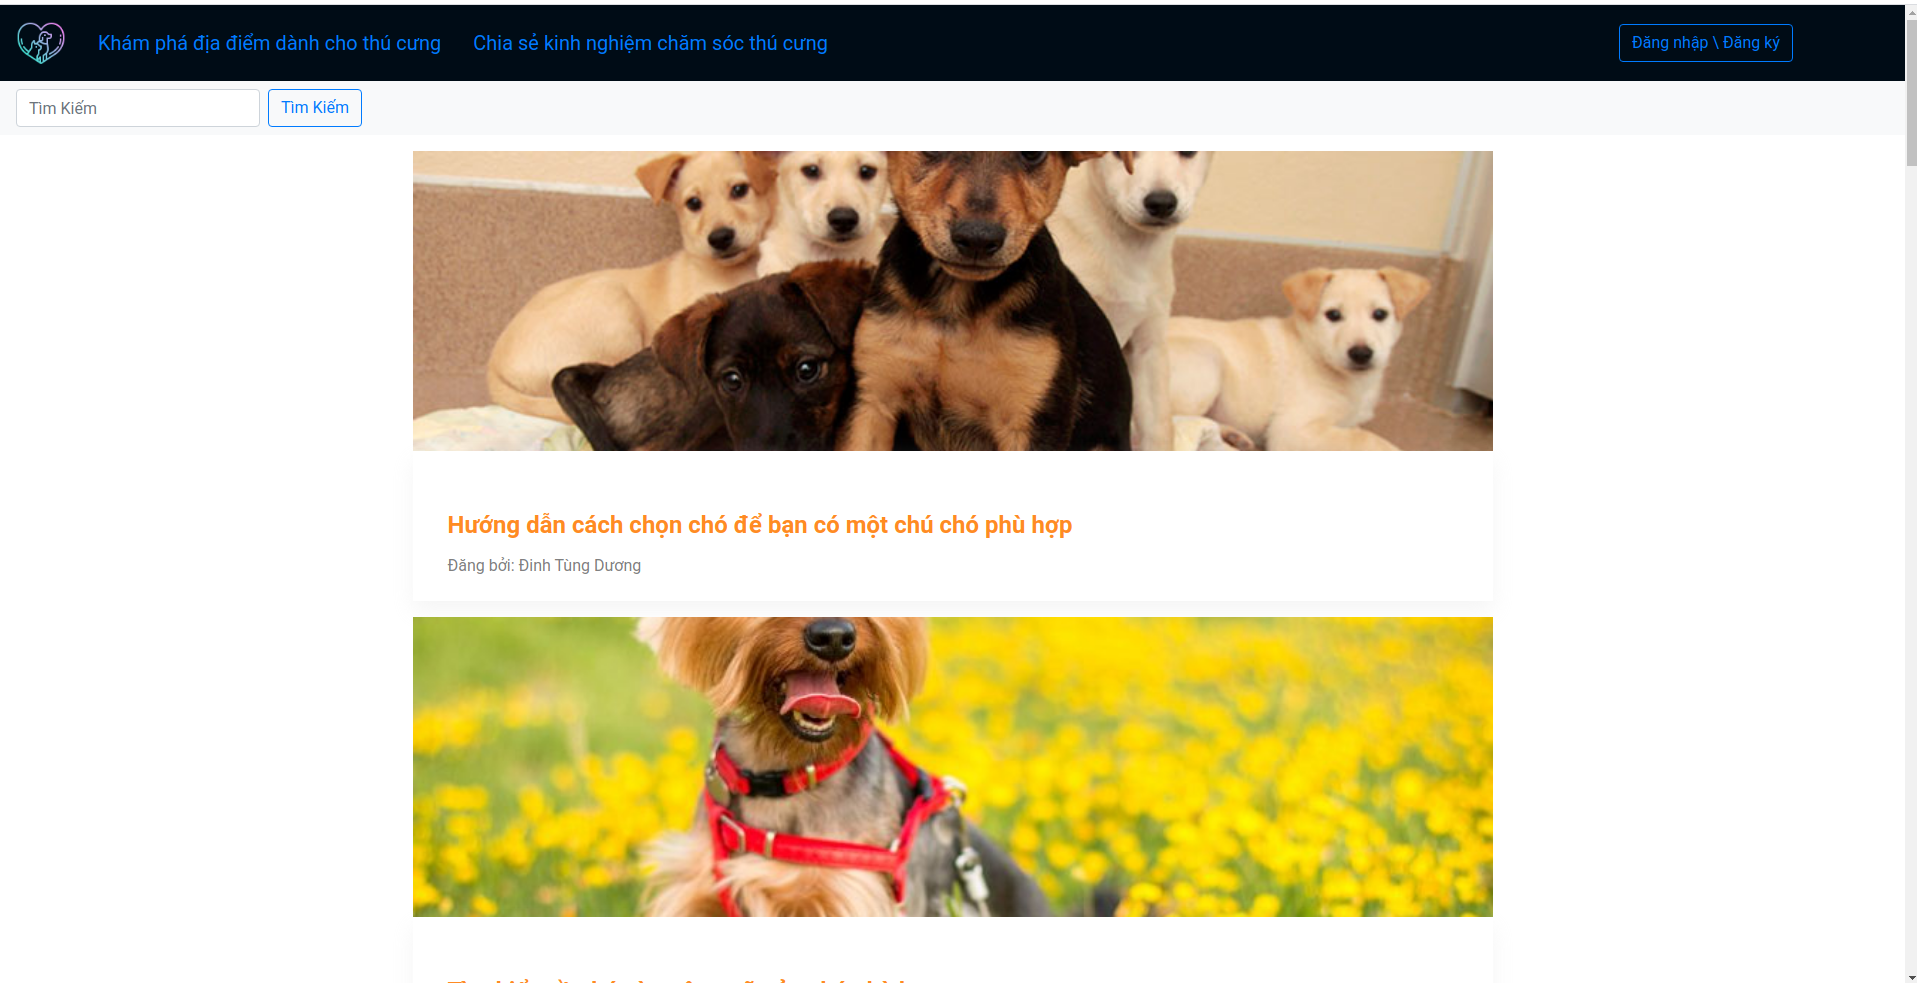 Khám phá địa điểm dành cho thú cưng
Chia sẻ kinh nghiệm chăm sóc thú cưng
Đăng nhập \ Đăng ký
Tìm Kiếm
Tìm Kiếm
Hướng dẫn cách chọn chó để bạn có một chú chó phù hợp
Đăng bởi: Đinh Tùng Dương